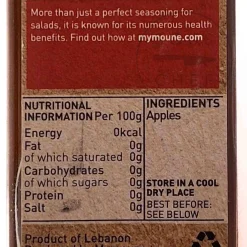 More than just a perfect seasoning for
salads, it is known for its numerous health
benefits. Find out how at mymoune.com
NUTRITIONAL
INFORMATION Per 100g
Energy 0kcal
Fat 0g
of which saturated 0g
Carbohydrates 0g
of which sugars 0g
Protein 0g
Salt 0g
INGREDIENTS
Apples
STORE IN A COOL
DRY PLACE
BEST BEFORE:
SEE BELOW
Product of Lebanon